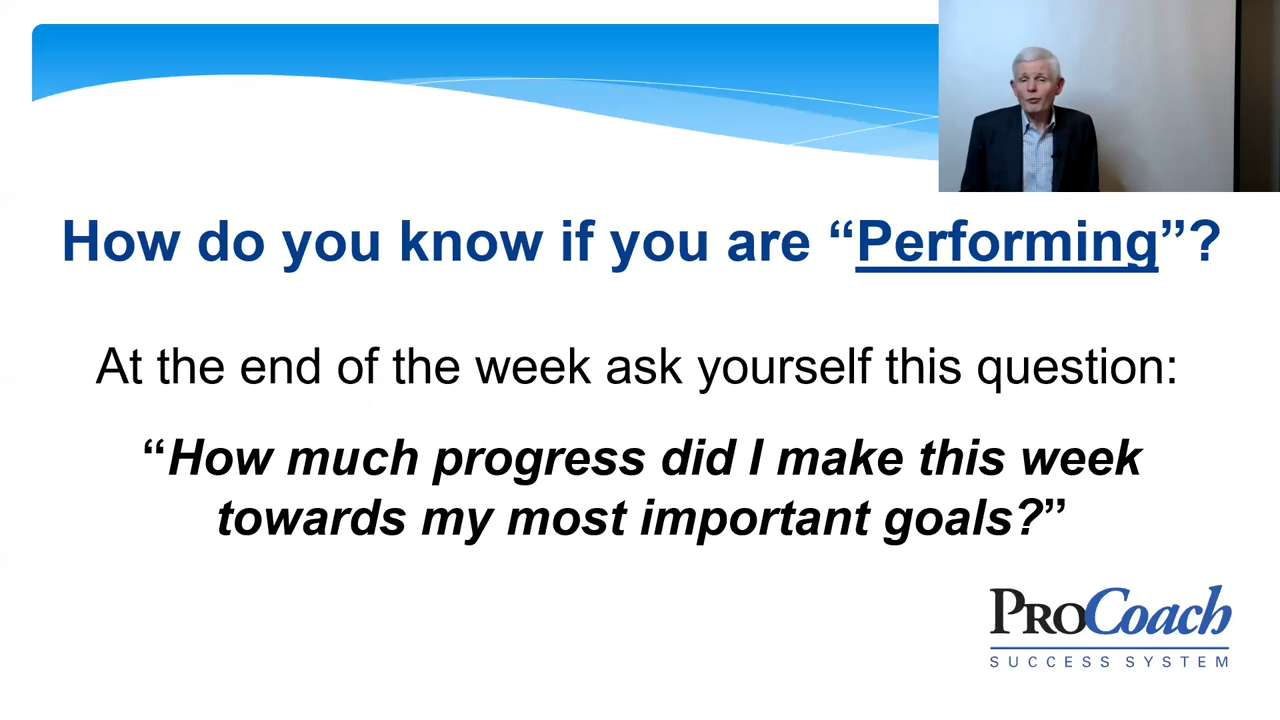 How do you know if you are “Performing”?
At the end of the week ask yourself this question:
“How much progress did I make this week
towards my most important goals?”
PROCoach
SUCCESS SYSTEM